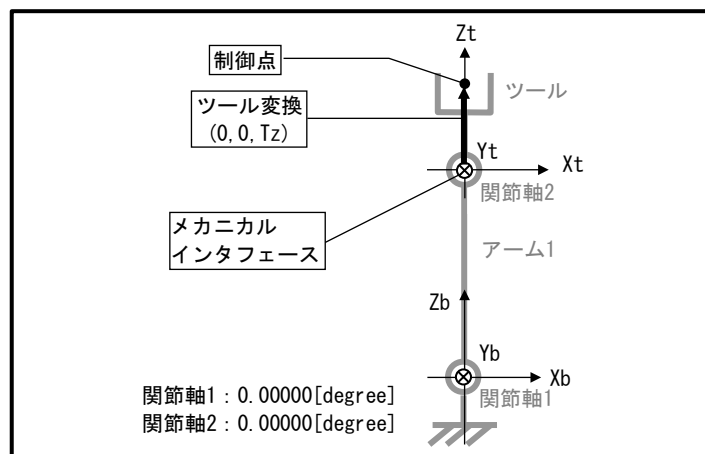 Zt
制御点
ツール
ツール変換
(0,0,Tz)
Yt
Xt
関節軸2
メカニカル
インタフェース
アーム1
Zb
Yb
Xb
関節軸1
関節軸1：0.00000[degree]
関節軸2：0.00000[degree]